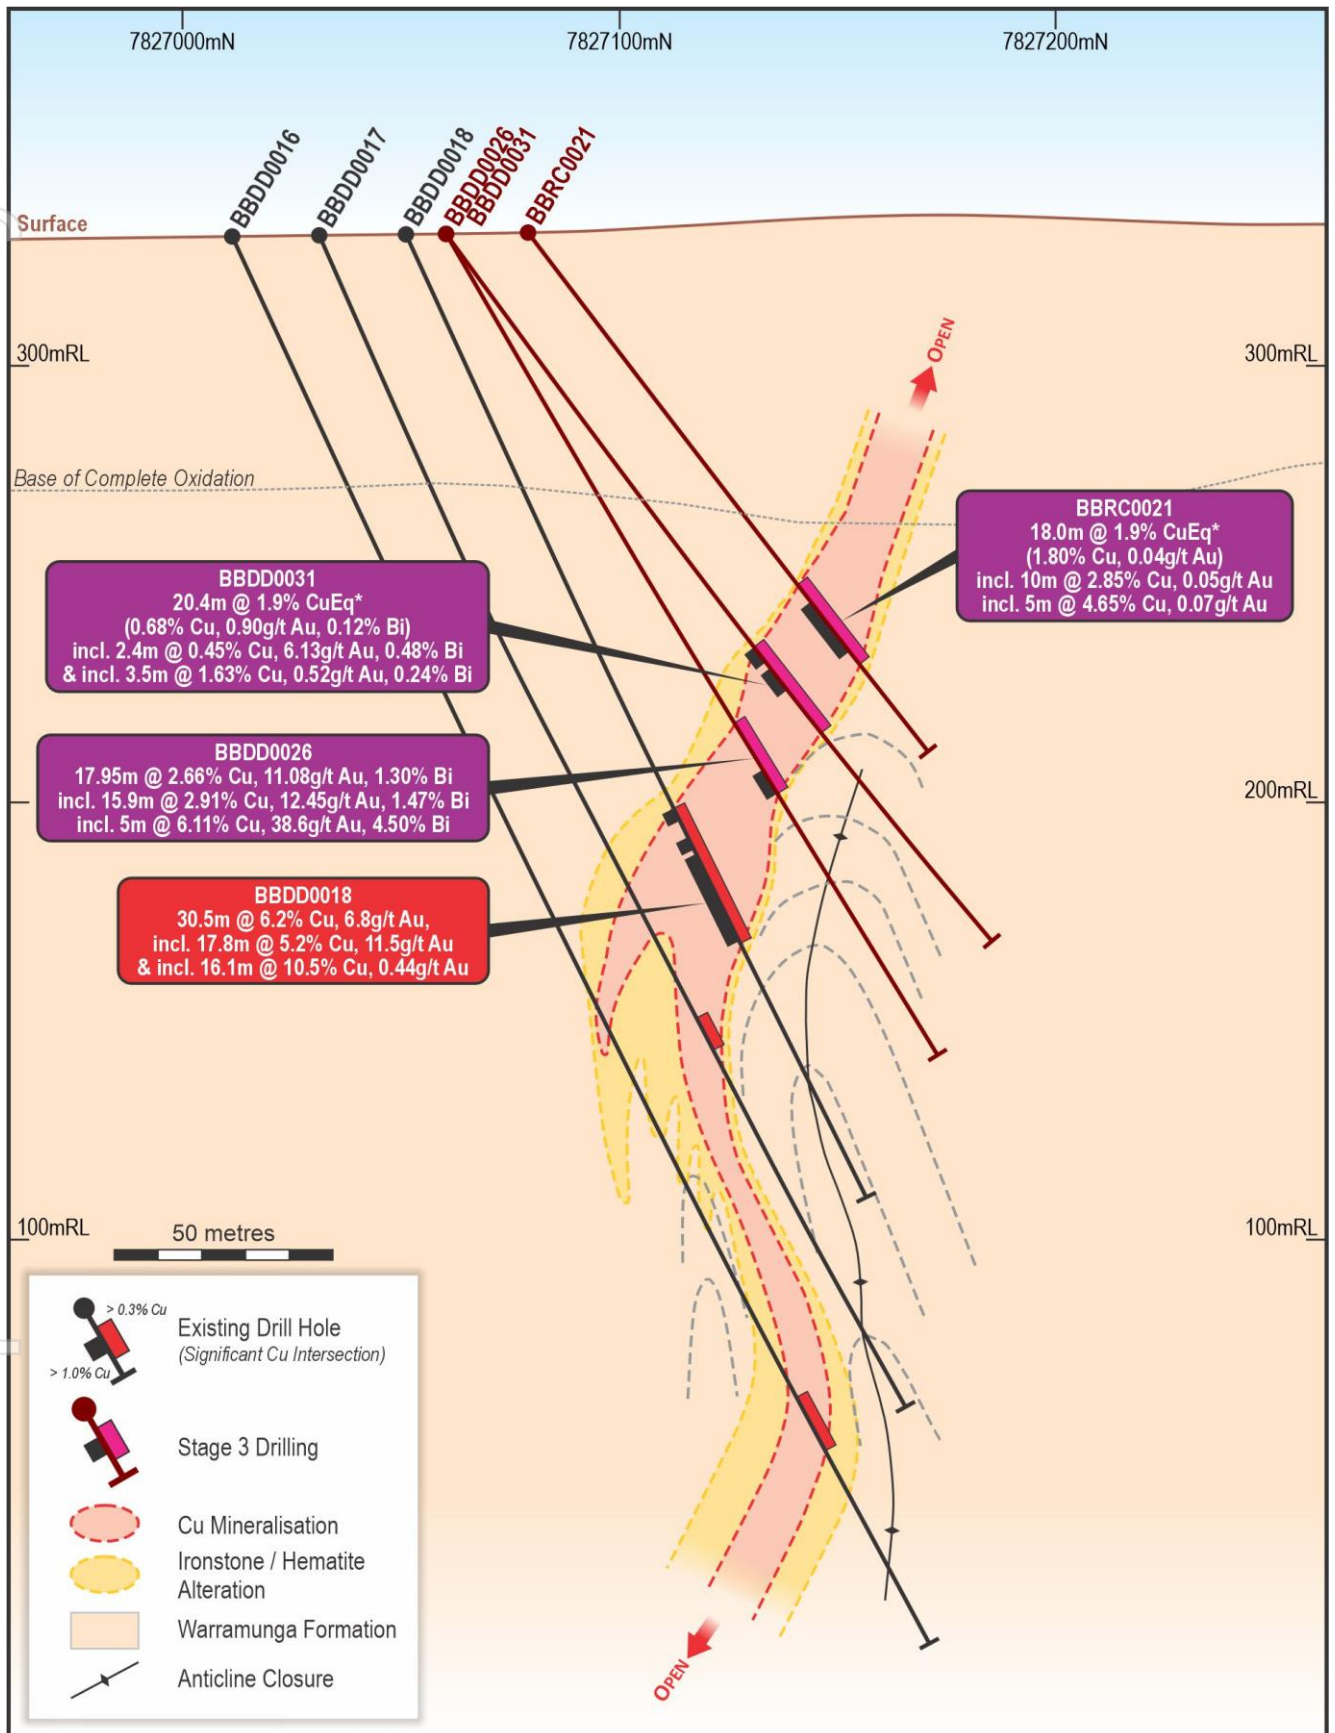 7827000mN
7827100mN
7827200mN
BBDD0016
BBDD0017
BBDD0018
BBDD0026
BBDD0031
BBRC0021
Surface
300mRL
300mRL
OPEN
Base of Complete Oxidation
BBRC0021
18.0m @ 1.9% CuEq*
(1.80% Cu, 0.04g/t Au)
incl. 10m @ 2.85% Cu, 0.05g/t Au
incl. 5m @ 4.65% Cu, 0.07g/t Au
BBDD0031
20.4m @ 1.9% CuEq*
(0.68% Cu, 0.90g/t Au, 0.12% Bi)
incl. 2.4m @ 0.45% Cu, 6.13g/t Au, 0.48% Bi
& incl. 3.5m @ 1.63% Cu, 0.52g/t Au, 0.24% Bi
BBDD0026
17.95m @ 2.66% Cu, 11.08g/t Au, 1.30% Bi
incl. 15.9m @ 2.91% Cu, 12.45g/t Au, 1.47% Bi
incl. 5m @ 6.11% Cu, 38.6g/t Au, 4.50% Bi
200mRL
BBDD0018
30.5m @ 6.2% Cu, 6.8g/t Au,
incl. 17.8m @ 5.2% Cu, 11.5g/t Au
& incl. 16.1m @ 10.5% Cu, 0.44g/t Au
100mRL
100mRL
50 metres
> 0.3% Cu
Existing Drill Hole
(Significant Cu Intersection)
> 1.0% Cu
Stage 3 Drilling
Cu Mineralisation
Ironstone / Hematite
Alteration
Warramunga Formation
Anticline Closure
OPEN